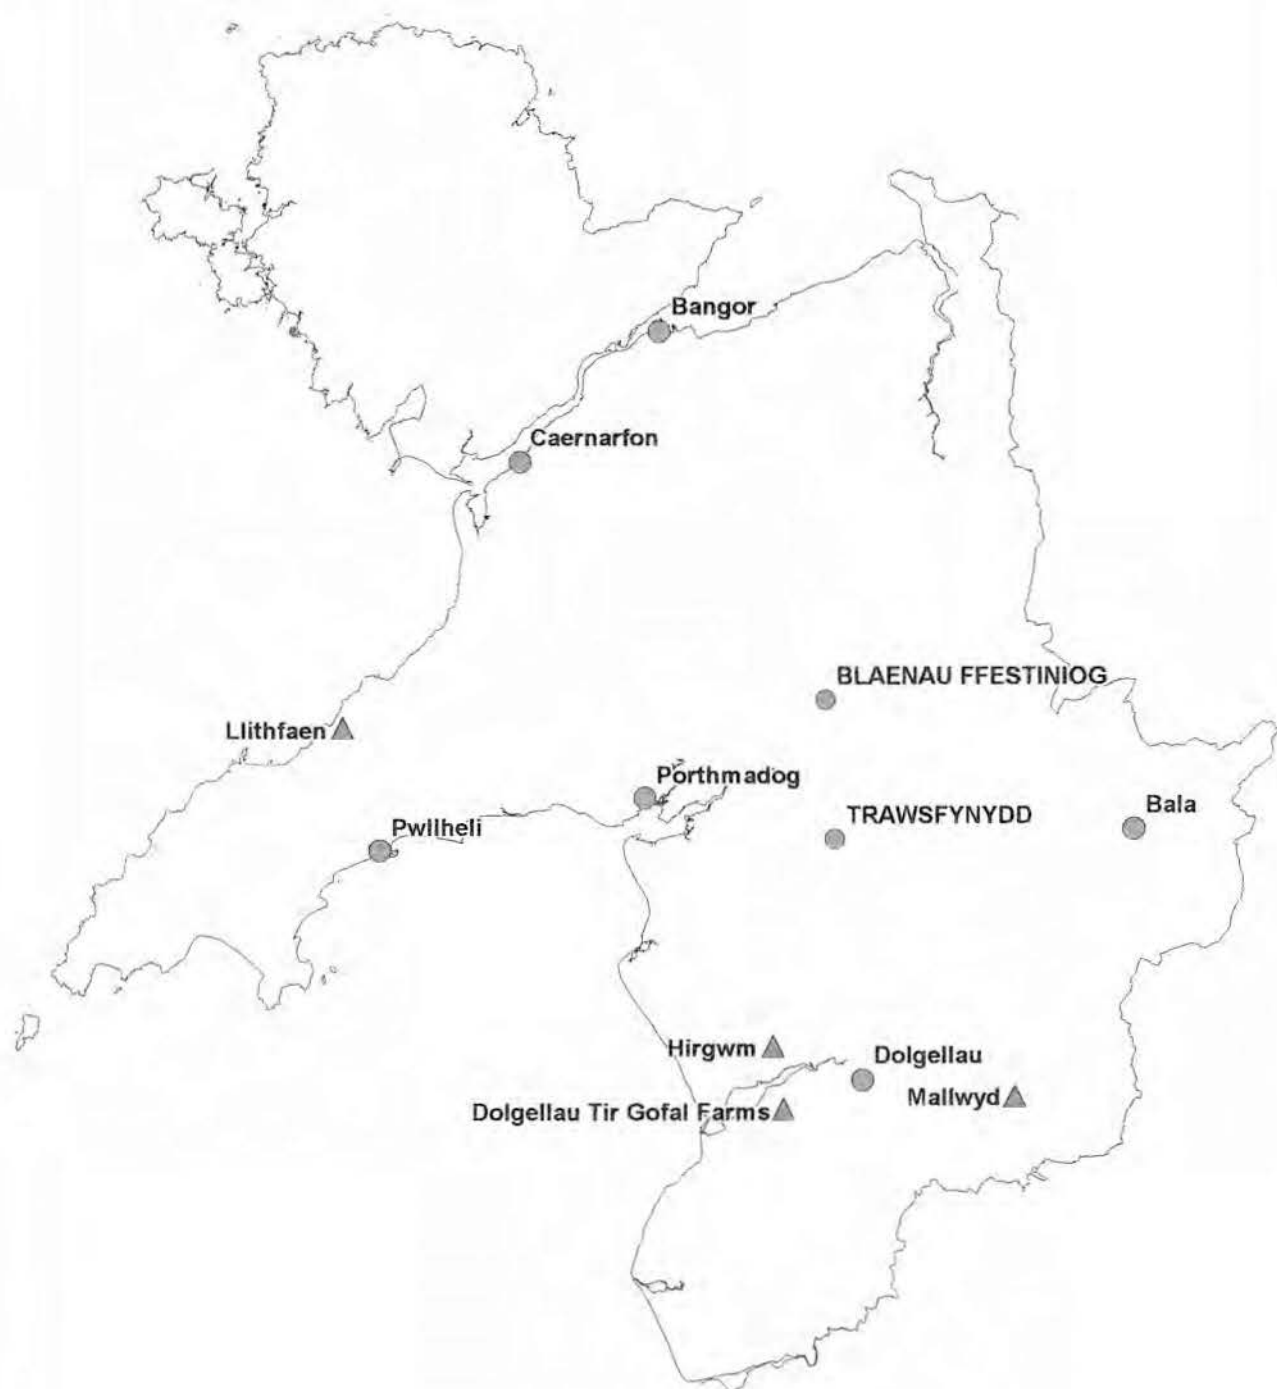 Bangor
Caernarfon
BLAENAU FFESTINIOG
Llithfaen
Porthmadog
Bala
TRAWSFYNYDD
Pwllheli
Hirgwm
Dolgellau
Mallwyd
Dolgellau Tir Gofal Farms